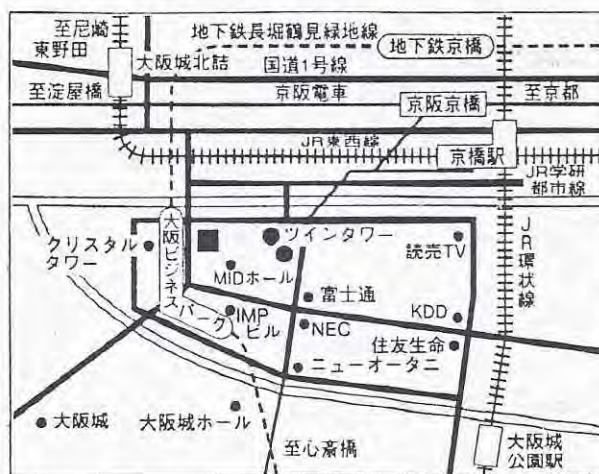 至尼崎
東野田
大阪城北詰
地下鉄長堀鶴見緑地線
地下鉄京橋
国道1号線
至淀屋橋
京阪電車
至京都
京阪京橋
JR東西線
京橋駅
JR学研
都市線
大阪ビジネス
パーク
クリスタル
タワー
ツインタワー
MIDホール
読売TV
JR環状線
富士通
IMP
ビル
NEC
KDD
住友生命
ニューオータニ
大阪城
大阪城ホール
至心斎橋
大阪城
公園駅